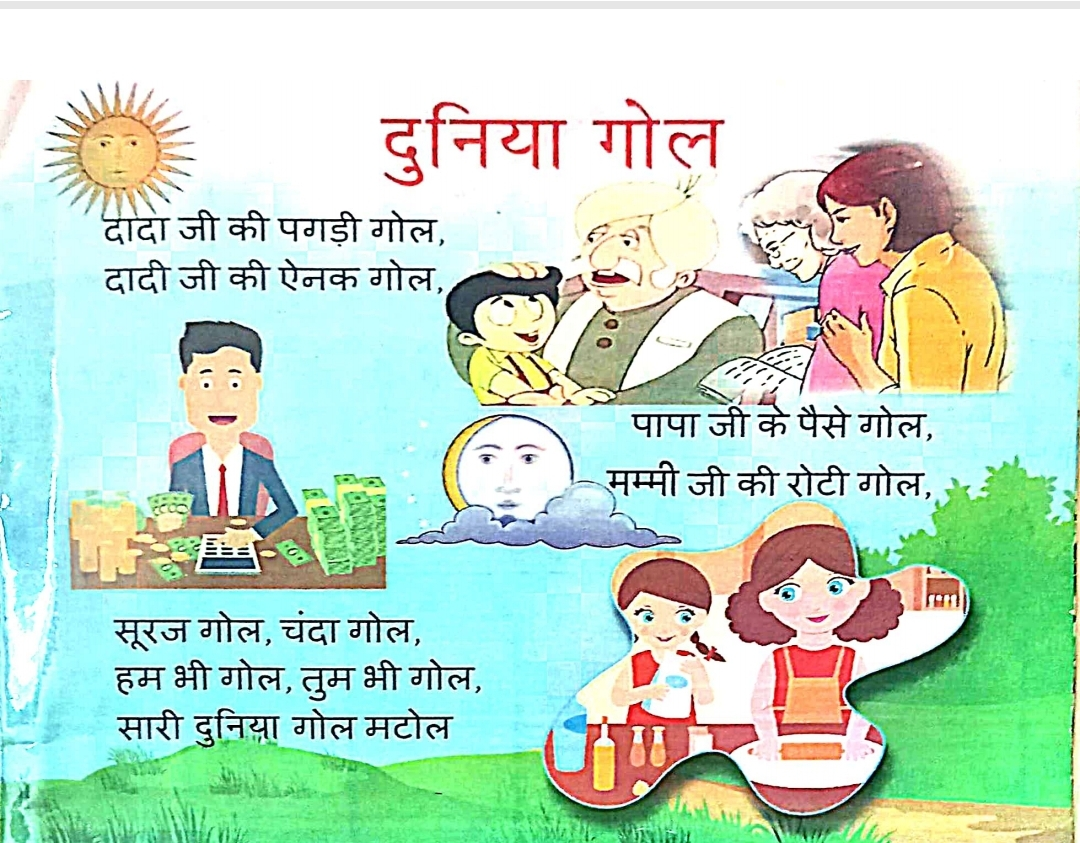 दुनिया गोल
दादा जी की पगड़ी गोल,
दादी जी की ऐनक गोल,
पापा जी के पैसे गोल,
मम्मी जी की रोटी गोल,
सूरज गोल, चंदा गोल,
हम भी गोल, तुम भी गोल,
सारी दुनिया गोल मटोल